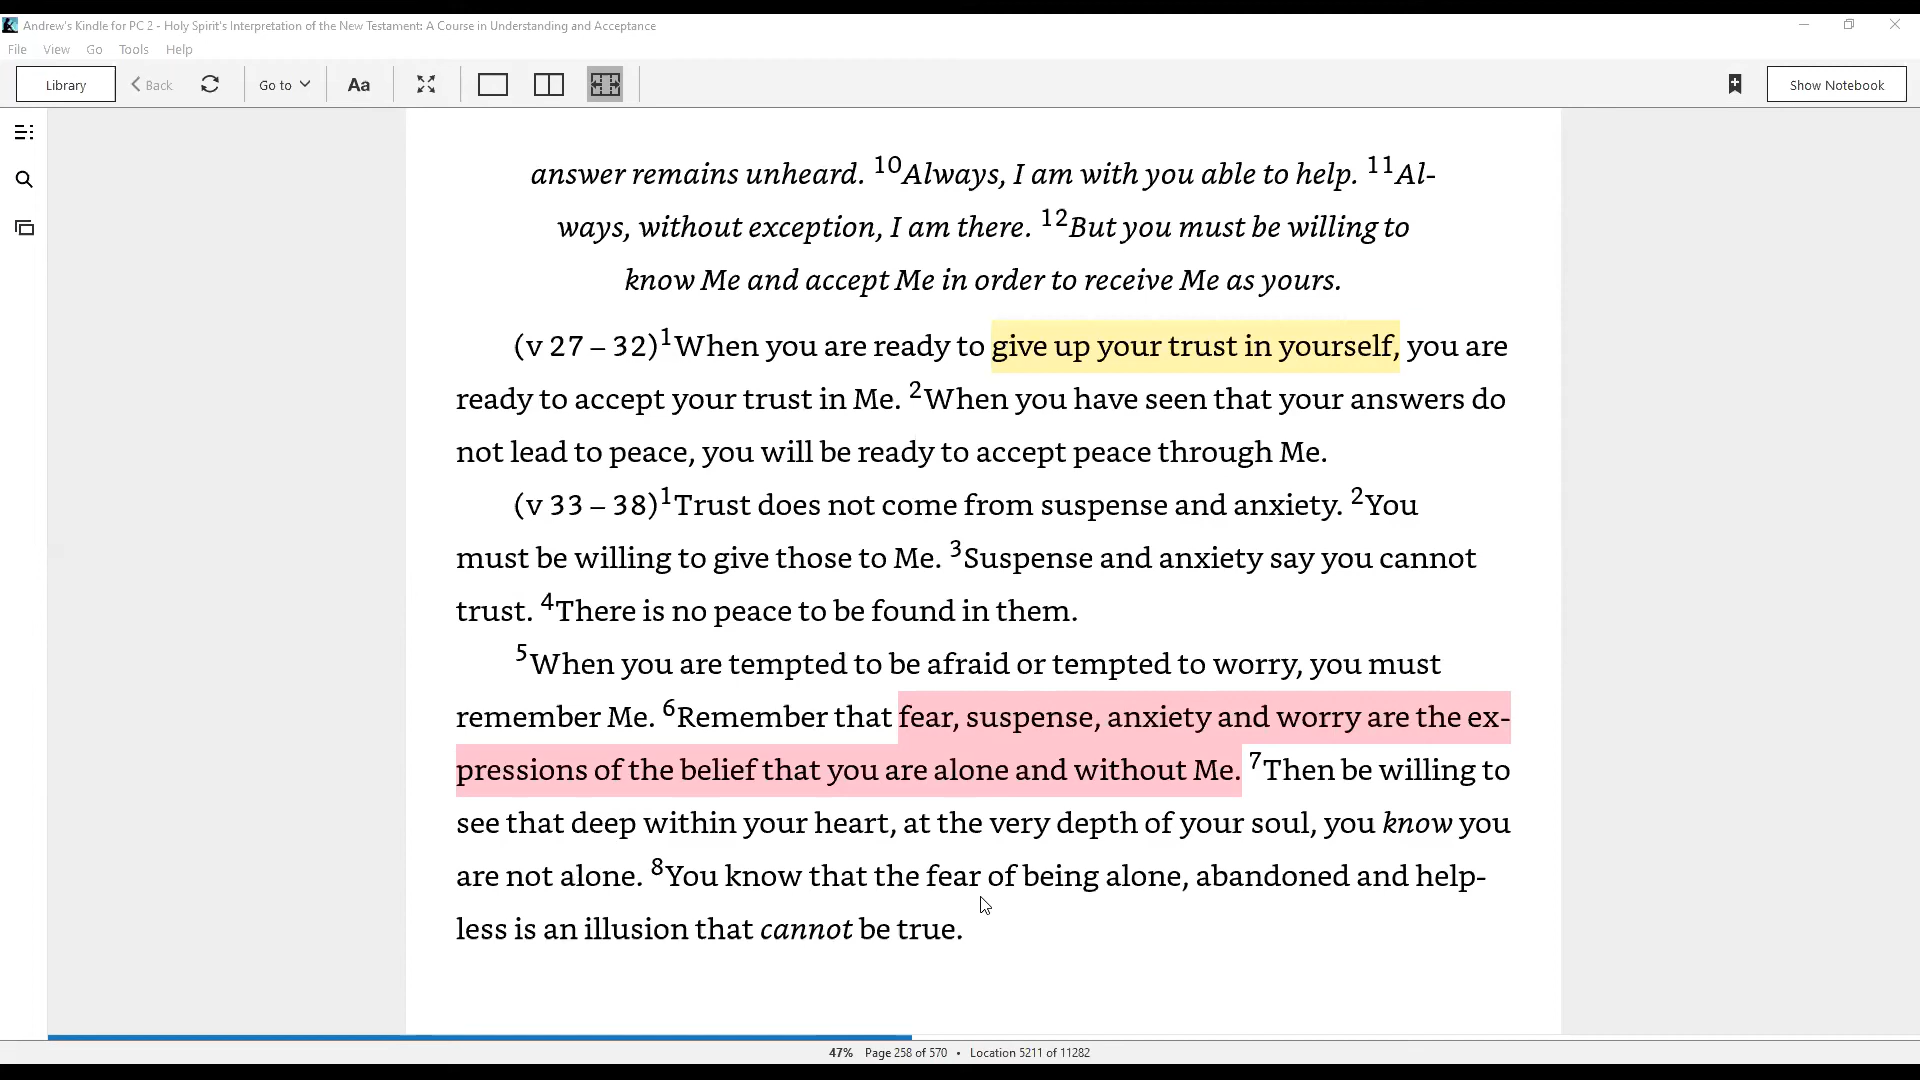 Andrew's Kindle for PC 2 - Holy Spirit's Interpretation of the New Testament: A Course in Understanding and Acceptance
File View Go Tools Help
Library Back Go to Aa Show Notebook
answer remains unheard. 10Always, I am with you able to help. 11Al-
ways, without exception, I am there. 12But you must be willing to
know Me and accept Me in order to receive Me as yours.
(v 27 – 32)1When you are ready to give up your trust in yourself, you are
ready to accept your trust in Me. 2When you have seen that your answers do
not lead to peace, you will be ready to accept peace through Me.
(v 33 – 38)1Trust does not come from suspense and anxiety. 2You
must be willing to give those to Me. 3Suspense and anxiety say you cannot
trust. 4There is no peace to be found in them.
5When you are tempted to be afraid or tempted to worry, you must
remember Me. 6Remember that fear, suspense, anxiety and worry are the ex-
pressions of the belief that you are alone and without Me. 7Then be willing to
see that deep within your heart, at the very depth of your soul, you know you
are not alone. 8You know that the fear of being alone, abandoned and help-
less is an illusion that cannot be true.
47% Page 258 of 570 • Location 5211 of 11282